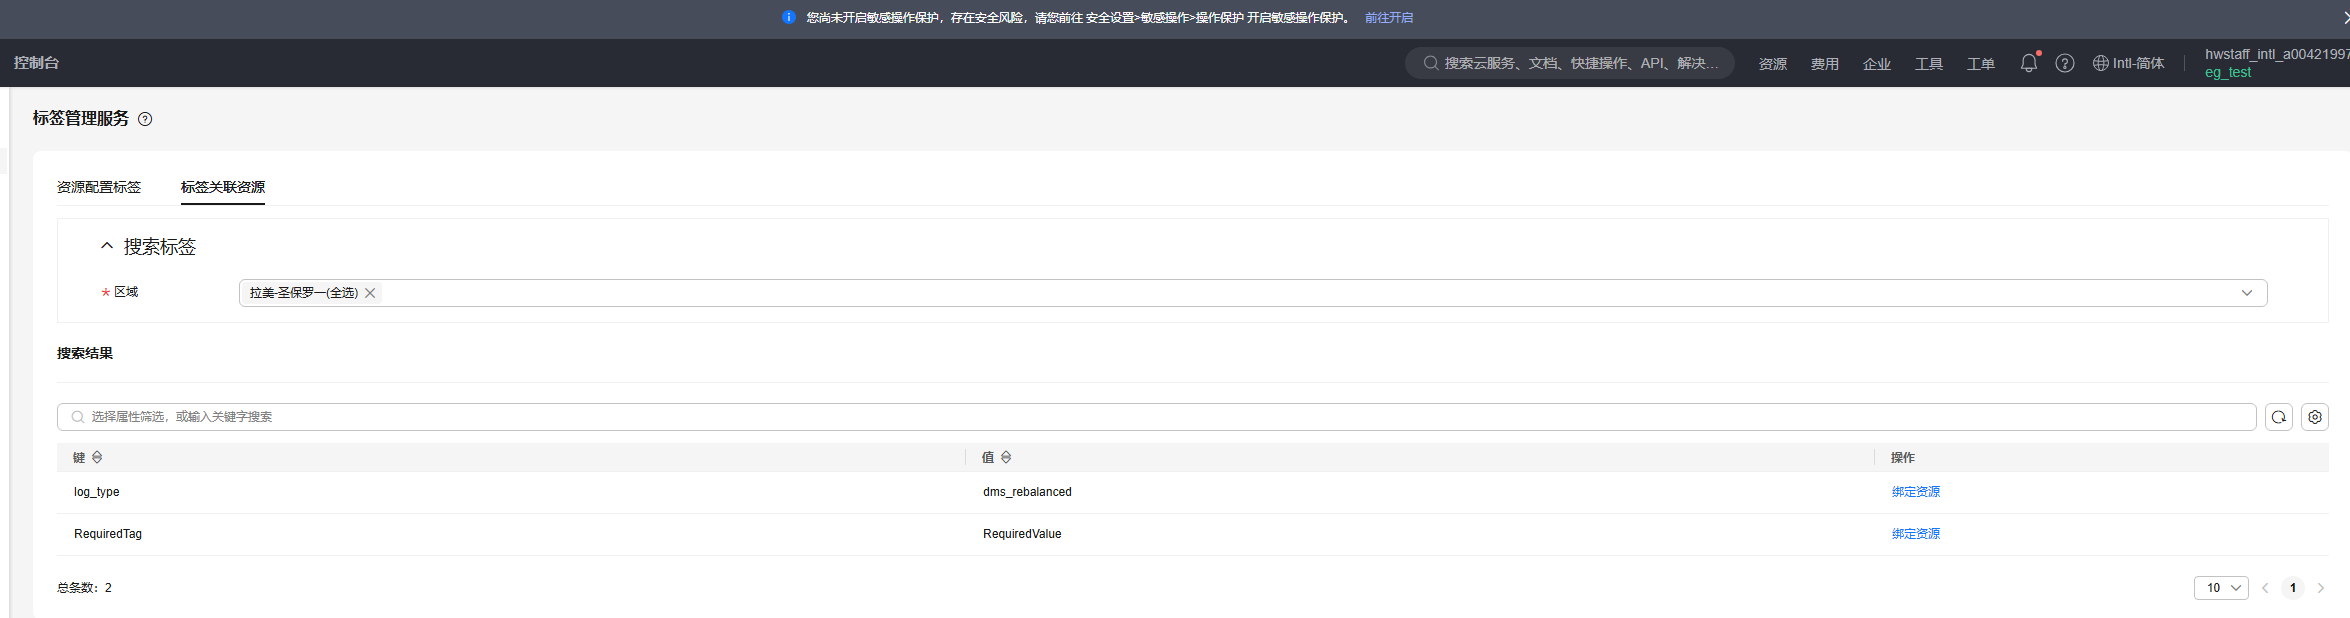 您尚未开启敏感操作保护，存在安全风险，请您前往 安全设置>敏感操作>操作保护 开启敏感操作保护。 前往开启
控制台 搜索云服务、文档、快捷操作、API、解决... 资源 费用 企业 工具 工单 Intl-简体 hwstaff_intl_a00421997
eg_test
标签管理服务
资源配置标签 标签关联资源
搜索标签
* 区域 拉美-圣保罗一(全选)
搜索结果
选择属性筛选，或输入关键字搜索
键 值 操作
log_type dms_rebalanced 绑定资源
RequiredTag RequiredValue 绑定资源
总条数：2 10 1